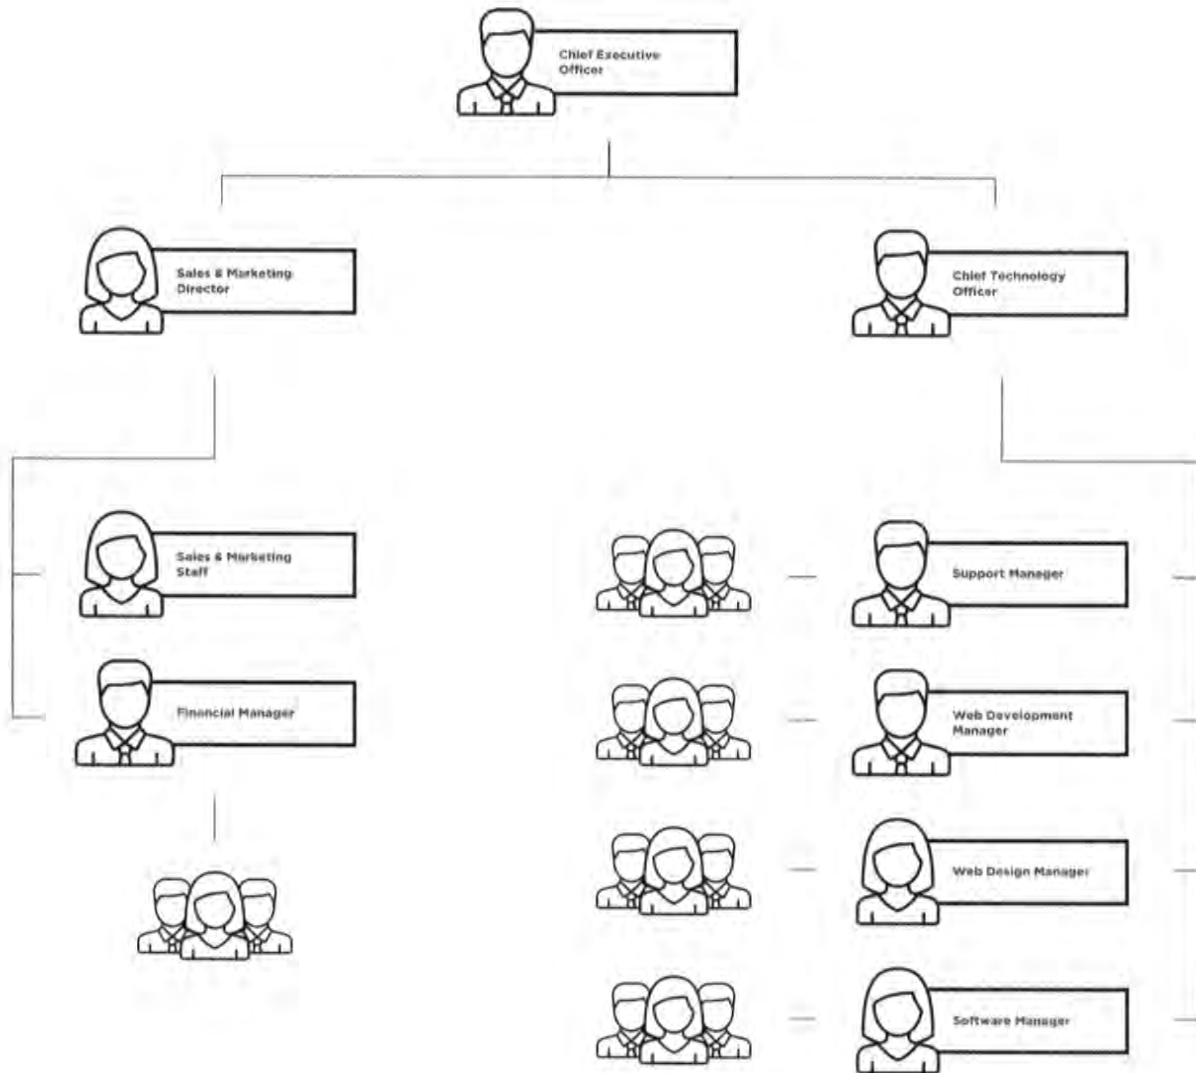 Chief Executive
Officer
Sales & Marketing
Director
Chief Technology
Officer
Sales & Marketing
Staff
Financial Manager
Support Manager
Web Development
Manager
Web Design Manager
Software Manager